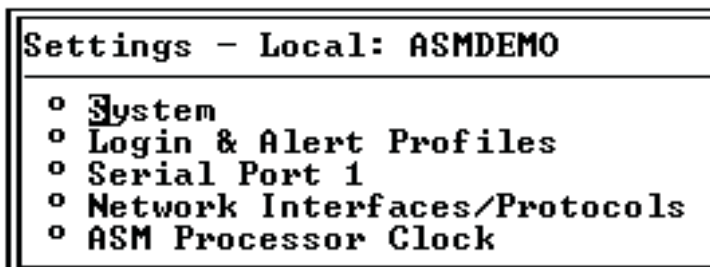 Settings - Local: ASMDEMO
o System
o Login & Alert Profiles
o Serial Port 1
o Network Interfaces/Protocols
o ASM Processor Clock